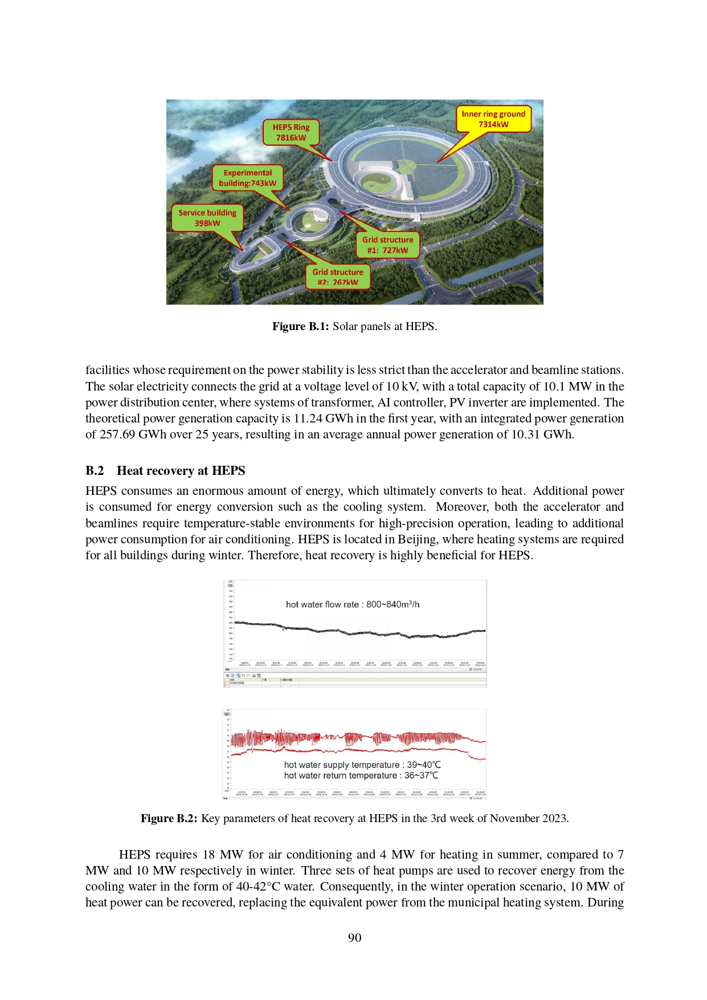 Inner ring ground
7314kW
HEPS Ring
7816kW
Experimental
building:743kW
Service building
398kW
Grid structure
#1: 727kW
Grid structure
#2: 267kW
Figure B.1: Solar panels at HEPS.
facilities whose requirement on the power stability is less strict than the accelerator and beamline stations.
The solar electricity connects the grid at a voltage level of 10 kV, with a total capacity of 10.1 MW in the
power distribution center, where systems of transformer, AI controller, PV inverter are implemented. The
theoretical power generation capacity is 11.24 GWh in the first year, with an integrated power generation
of 257.69 GWh over 25 years, resulting in an average annual power generation of 10.31 GWh.
B.2 Heat recovery at HEPS
HEPS consumes an enormous amount of energy, which ultimately converts to heat. Additional power
is consumed for energy conversion such as the cooling system. Moreover, both the accelerator and
beamlines require temperature-stable environments for high-precision operation, leading to additional
power consumption for air conditioning. HEPS is located in Beijing, where heating systems are required
for all buildings during winter. Therefore, heat recovery is highly beneficial for HEPS.
hot water flow rate : 800~840m³/h
hot water supply temperature : 39~40℃
hot water return temperature : 36~37℃
Figure B.2: Key parameters of heat recovery at HEPS in the 3rd week of November 2023.
HEPS requires 18 MW for air conditioning and 4 MW for heating in summer, compared to 7
MW and 10 MW respectively in winter. Three sets of heat pumps are used to recover energy from the
cooling water in the form of 40-42°C water. Consequently, in the winter operation scenario, 10 MW of
heat power can be recovered, replacing the equivalent power from the municipal heating system. During
90